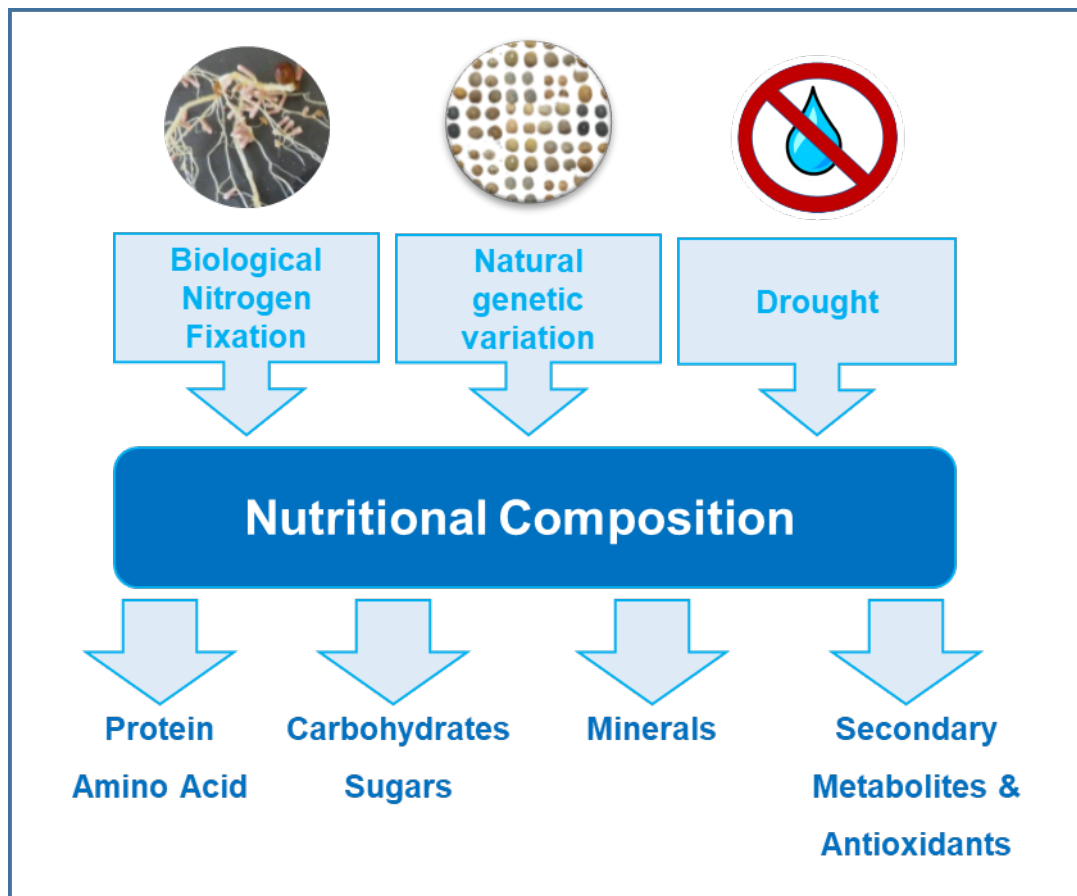 Biological
Nitrogen
Fixation
Natural
genetic
variation
Drought
Nutritional Composition
Protein
Amino Acid
Carbohydrates
Sugars
Minerals
Secondary
Metabolites &
Antioxidants